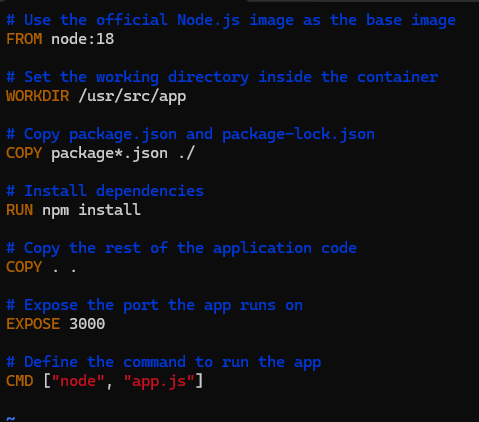 # Use the official Node.js image as the base image
FROM node:18
# Set the working directory inside the container
WORKDIR /usr/src/app
# Copy package.json and package-lock.json
COPY package*.json ./
# Install dependencies
RUN npm install
# Copy the rest of the application code
COPY . .
# Expose the port the app runs on
EXPOSE 3000
# Define the command to run the app
CMD ["node", "app.js"]
~